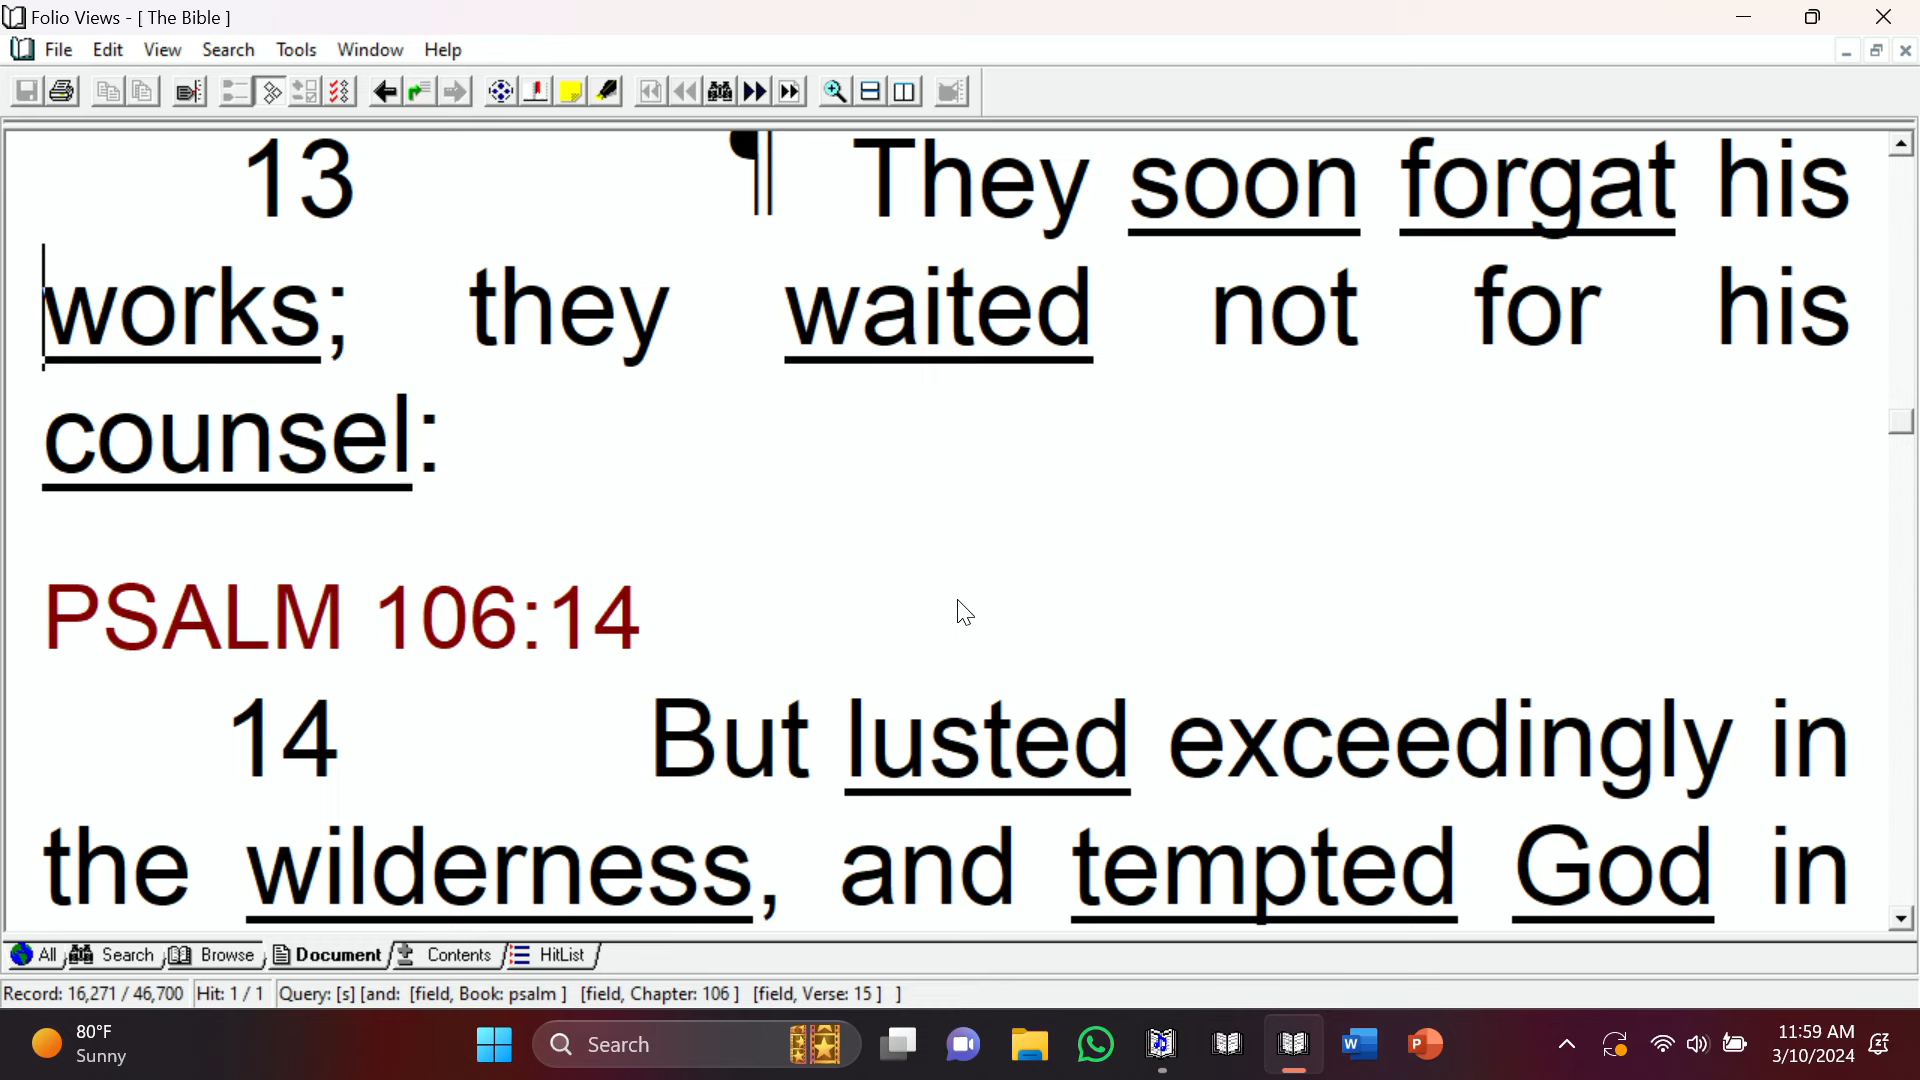 Folio Views - [ The Bible ]
File Edit View Search Tools Window Help
13 ¶ They soon forgat his
works; they waited not for his
counsel:
PSALM 106:14
14 But lusted exceedingly in
the wilderness, and tempted God in
All Search Browse Document Contents HitList
Record: 16,271 / 46,700 Hit: 1 / 1 Query: [s] [and: [field, Book: psalm ] [field, Chapter: 106 ] [field, Verse: 15 ] ]
80°F
Sunny
Search
W P
11:59 AM
3/10/2024